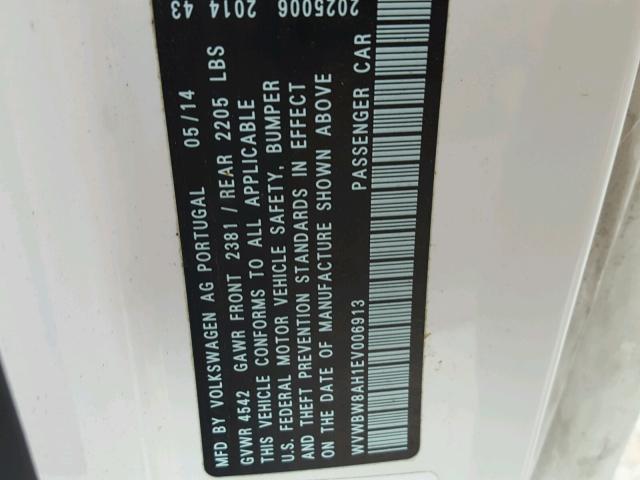 MFD BY VOLKSWAGEN AG PORTUGAL 05/14 2014 43
GVWR 4542 GAWR FRONT 2381/ REAR 2205 LBS
THIS VEHICLE CONFORMS TO ALL APPLICABLE
U.S. FEDERAL MOTOR VEHICLE SAFETY, BUMPER 2025006
AND THEFT PREVENTION STANDARDS IN EFFECT
ON THE DATE OF MANUFACTURE SHOWN ABOVE
WVWBW8AH1EV006913 PASSENGER CAR